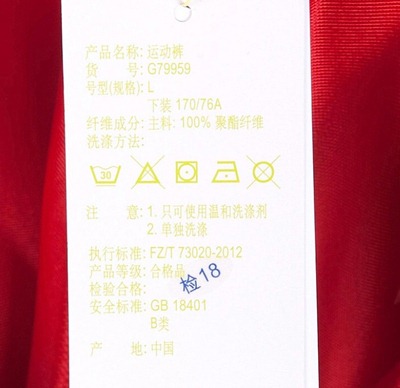 产品名称: 运动裤
货 号: G79959
号型(规格): L
下装 170/76A
纤维成分: 主料: 100% 聚酯纤维
洗涤方法:
30
注 意: 1. 只可使用温和洗涤剂
2. 单独洗涤
执行标准: FZ/T 73020-2012
产品等级: 合格品
检验合格: 检18
安全标准: GB 18401
B类
产 地: 中国